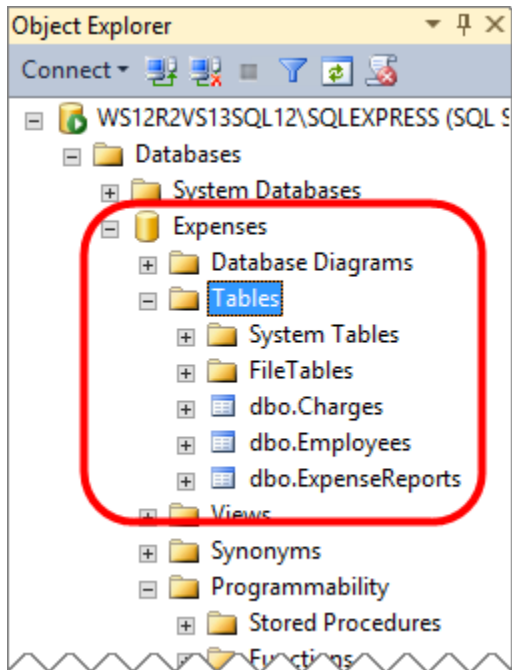 Object Explorer
Connect
WS12R2VS13SQL12\SQLEXPRESS (SQL S
Databases
System Databases
Expenses
Database Diagrams
Tables
System Tables
FileTables
dbo.Charges
dbo.Employees
dbo.ExpenseReports
Views
Synonyms
Programmability
Stored Procedures
Functions